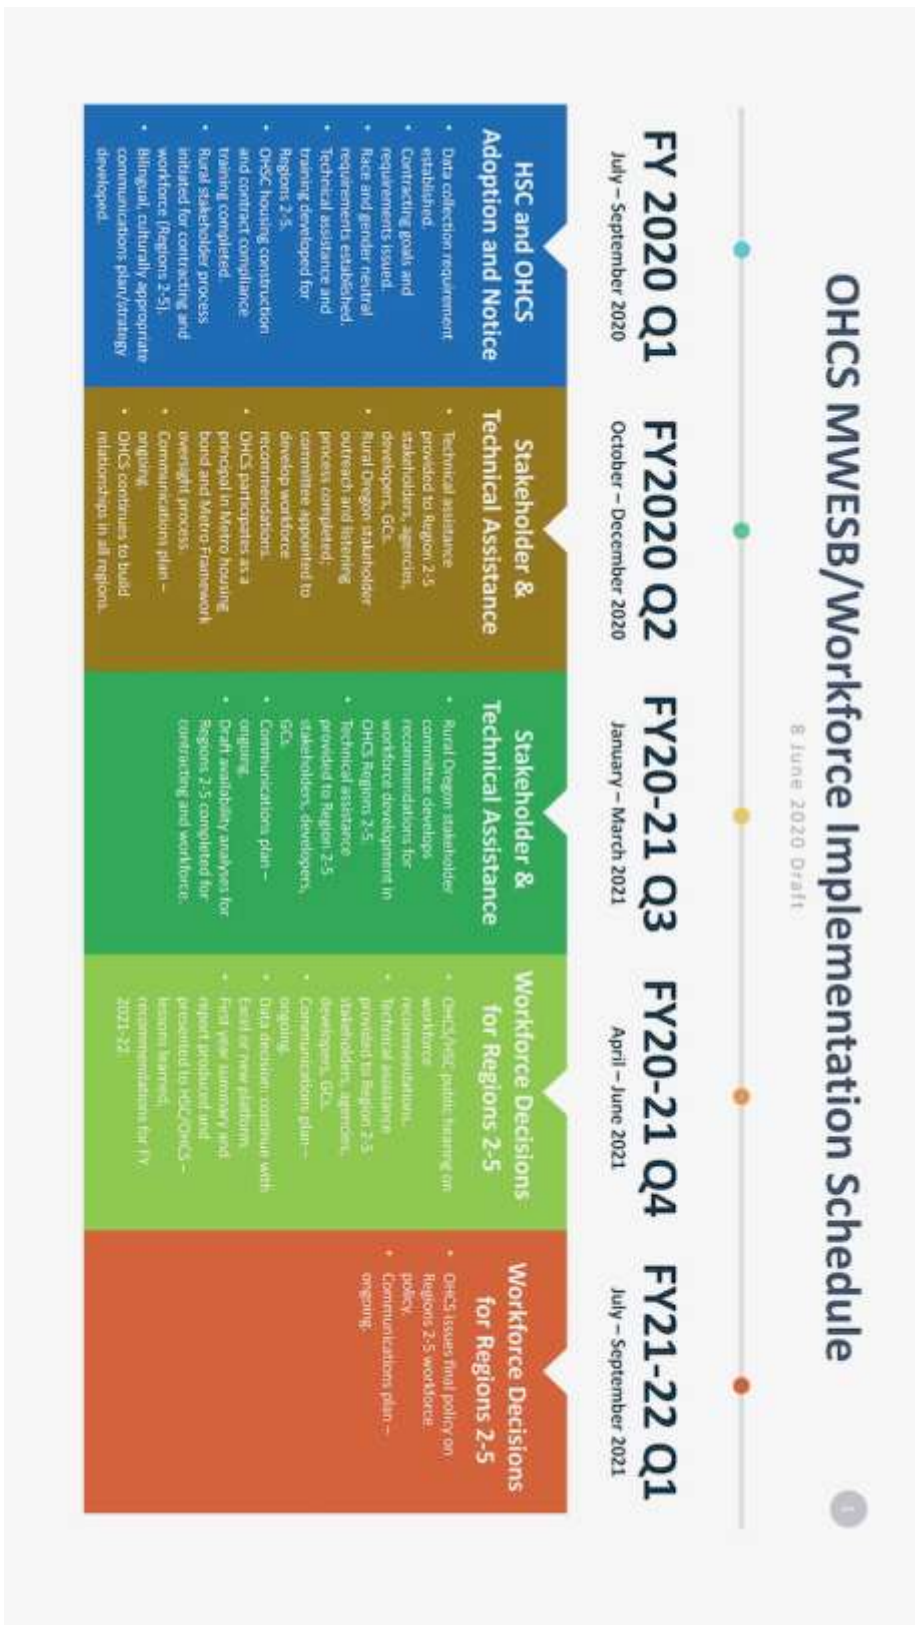 OHCS MWESB/Workforce Implementation Schedule
1
8 June 2020 Draft
FY 2020 Q1
July – September 2020
HSC and OHCS
Adoption and Notice
• Data collection requirement
established.
• Contracting goals and
requirements issued.
• Race and gender neutral
requirements established.
• Technical assistance and
training developed for
Regions 2-5.
• OHSC housing construction
and contract compliance
training completed.
• Rural stakeholder process
initiated for contracting and
workforce (Regions 2-5).
• Bilingual, culturally appropriate
communications plan/strategy
developed.
FY2020 Q2
October – December 2020
Stakeholder &
Technical Assistance
• Technical assistance
provided to Region 2-5
stakeholders, agencies,
developers, GCs.
• Rural Oregon stakeholder
outreach and listening
process completed;
committee appointed to
develop workforce
recommendations.
• OHCS participates as a
principal in Metro housing
bond and Metro Framework
oversight process.
• Communications plan –
ongoing
• OHCS continues to build
relationships in all regions.
FY20-21 Q3
January – March 2021
Stakeholder &
Technical Assistance
• Rural Oregon stakeholder
committee develops
recommendations for
workforce development in
OHCS Regions 2-5.
• Technical assistance
provided to Region 2-5
stakeholders, developers,
GCs.
• Communications plan –
ongoing.
• Draft availability analyses for
Regions 2-5 completed for
contracting and workforce.
FY20-21 Q4
April – June 2021
Workforce Decisions
for Regions 2-5
• OHCS/HSC public hearing on
workforce
recommendations.
• Technical assistance
provided to Region 2-5
stakeholders, agencies,
developers, GCs.
• Communications plan –
ongoing.
• Data decision: continue with
Excel or new platform.
• First year summary and
report produced and
presented to HSC/OHCS –
lessons learned,
recommendations for FY
2021-22.
FY21-22 Q1
July – September 2021
Workforce Decisions
for Regions 2-5
• OHCS issues final policy on
Regions 2-5 workforce
policy.
• Communications plan –
ongoing.